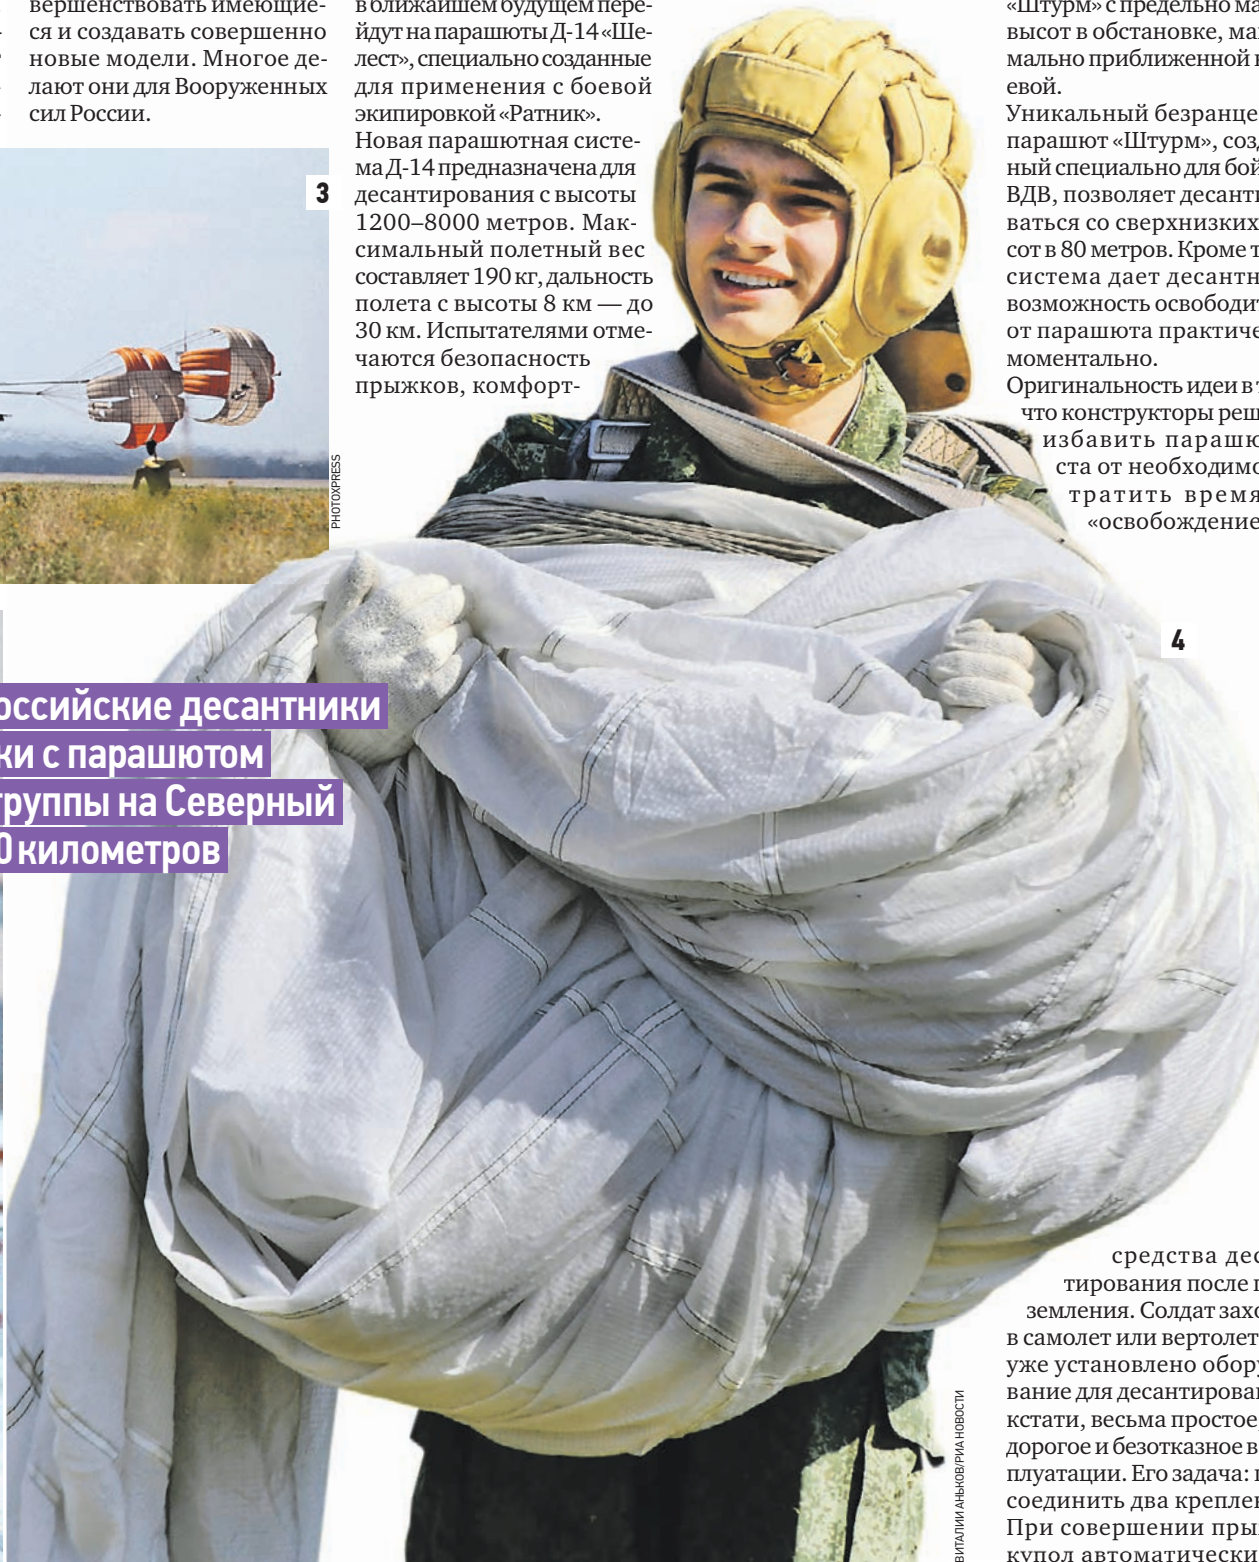 вершенствовать имеющие-
ся и создавать совершенно
новые модели. Многое де-
лают они для Вооруженных
сил России.
3
PHOTOXPRESS
оссийские десантники
ки с парашютом
группы на Северный
0 километров
в ближайшем будущем пере-
йдут на парашюты Д-14 «Ше-
лест», специально созданные
для применения с боевой
экипировкой «Ратник».
Новая парашютная систе-
ма Д-14 предназначена для
десантирования с высоты
1200–8000 метров. Мак-
симальный полетный вес
составляет 190 кг, дальность
полета с высоты 8 км — до
30 км. Испытателями отме-
чаются безопасность
прыжков, комфорт-
4
ВИТАЛИЙ АНЬКОВ/РИА НОВОСТИ
«Штурм» с предельно ма
высот в обстановке, ма
мально приближенной
евой.
Уникальный безранце
парашют «Штурм», соз
ный специально для бой
ВДВ, позволяет десант
ваться со сверхнизких
сот в 80 метров. Кроме т
система дает десантн
возможность освободит
от парашюта практиче
моментально.
Оригинальность идеи в т
что конструкторы реш
избавить парашю
ста от необходимо
тратить время
«освобождение
средства дес
тирования после п
земления. Солдат захо
в самолет или вертолет
уже установлено обору
вание для десантирова
кстати, весьма простое
дорогое и безотказное в
плуатации. Его задача: п
соединить два креплен
При совершении пры
купол автоматически